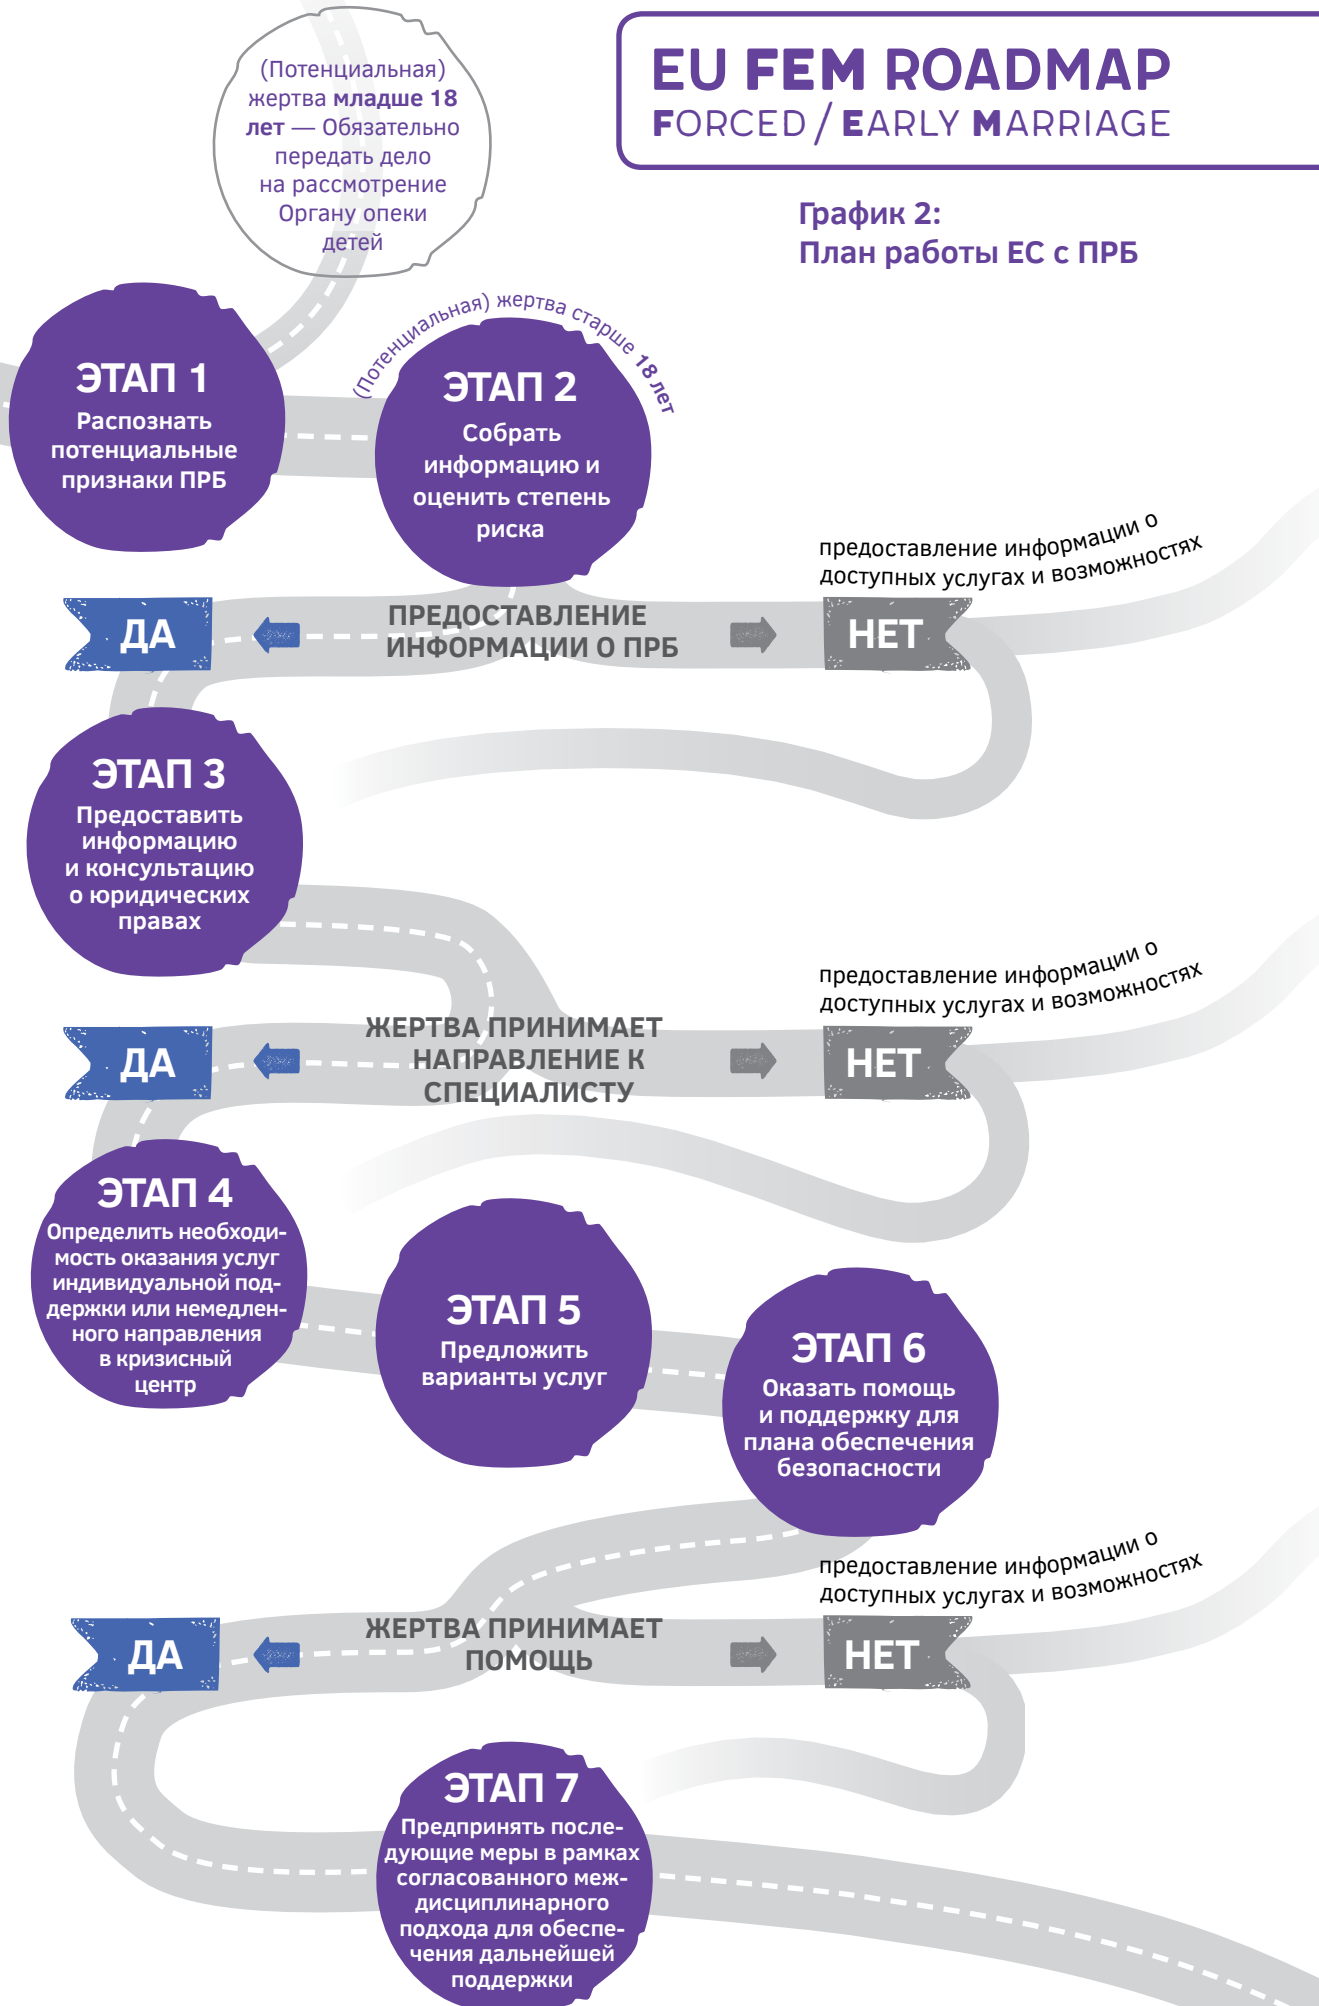 (Потенциальная)
жертва младше 18
лет — Обязательно
передать дело
на рассмотрение
Органу опеки
детей
EU FEM ROADMAP
FORCED / EARLY MARRIAGE
График 2:
План работы ЕС с ПРБ
ЭТАП 1
Распознать
потенциальные
признаки ПРБ
(Потенциальная) жертва старше 18 лет
ЭТАП 2
Собрать
информацию и
оценить степень
риска
предоставление информации о
доступных услугах и возможностях
ДА
ПРЕДОСТАВЛЕНИЕ
ИНФОРМАЦИИ О ПРБ
НЕТ
ЭТАП 3
Предоставить
информацию
и консультацию
о юридических
правах
предоставление информации о
доступных услугах и возможностях
ДА
ЖЕРТВА ПРИНИМАЕТ
НАПРАВЛЕНИЕ К
СПЕЦИАЛИСТУ
НЕТ
ЭТАП 4
Определить необходи-
мость оказания услуг
индивидуальной под-
держки или немедлен-
ного направления
в кризисный
центр
ЭТАП 5
Предложить
варианты услуг
ЭТАП 6
Оказать помощь
и поддержку для
плана обеспечения
безопасности
предоставление информации о
доступных услугах и возможностях
ДА
ЖЕРТВА ПРИНИМАЕТ
ПОМОЩЬ
НЕТ
ЭТАП 7
Предпринять после-
дующие меры в рамках
согласованного меж-
дисциплинарного
подхода для обеспе-
чения дальнейшей
поддержки